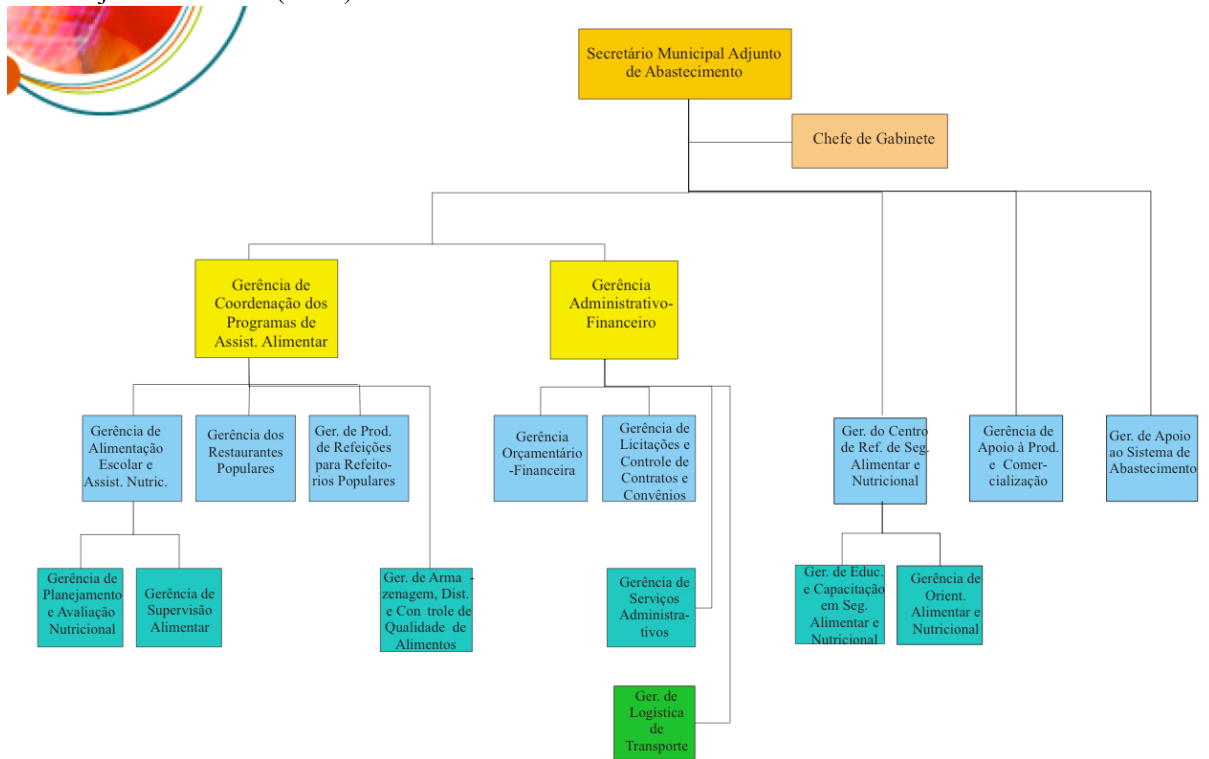 Secretário Municipal Adjunto
de Abastecimento
Chefe de Gabinete
Gerência de
Coordenação dos
Programas de
Assist. Alimentar
Gerência
Administrativo-
Financeiro
Gerência de
Alimentação
Escolar e
Assist. Nutric.
Gerência dos
Restaurantes
Populares
Ger. de Prod.
de Refeições
para Refeito-
rios Populares
Gerência
Orçamentário
-Financeira
Gerência de
Licitações e
Controle de
Contratos e
Convênios
Ger. do Centro
de Ref. de Seg.
Alimentar e
Nutricional
Gerência de
Apoio à Prod.
e Comer-
cialização
Ger. de Apoio
ao Sistema de
Abastecimento
Gerência de
Planejamento
e Avaliação
Nutricional
Gerência de
Supervisão
Alimentar
Ger. de Arma -
zenagem, Dist.
e Con trole de
Qualidade de
Alimentos
Gerência de
Serviços
Administra-
tivos
Ger. de Educ.
e Capacitação
em Seg.
Alimentar e
Nutricional
Gerência de
Orient.
Alimentar e
Nutricional
Ger. de
Logística
de
Transporte